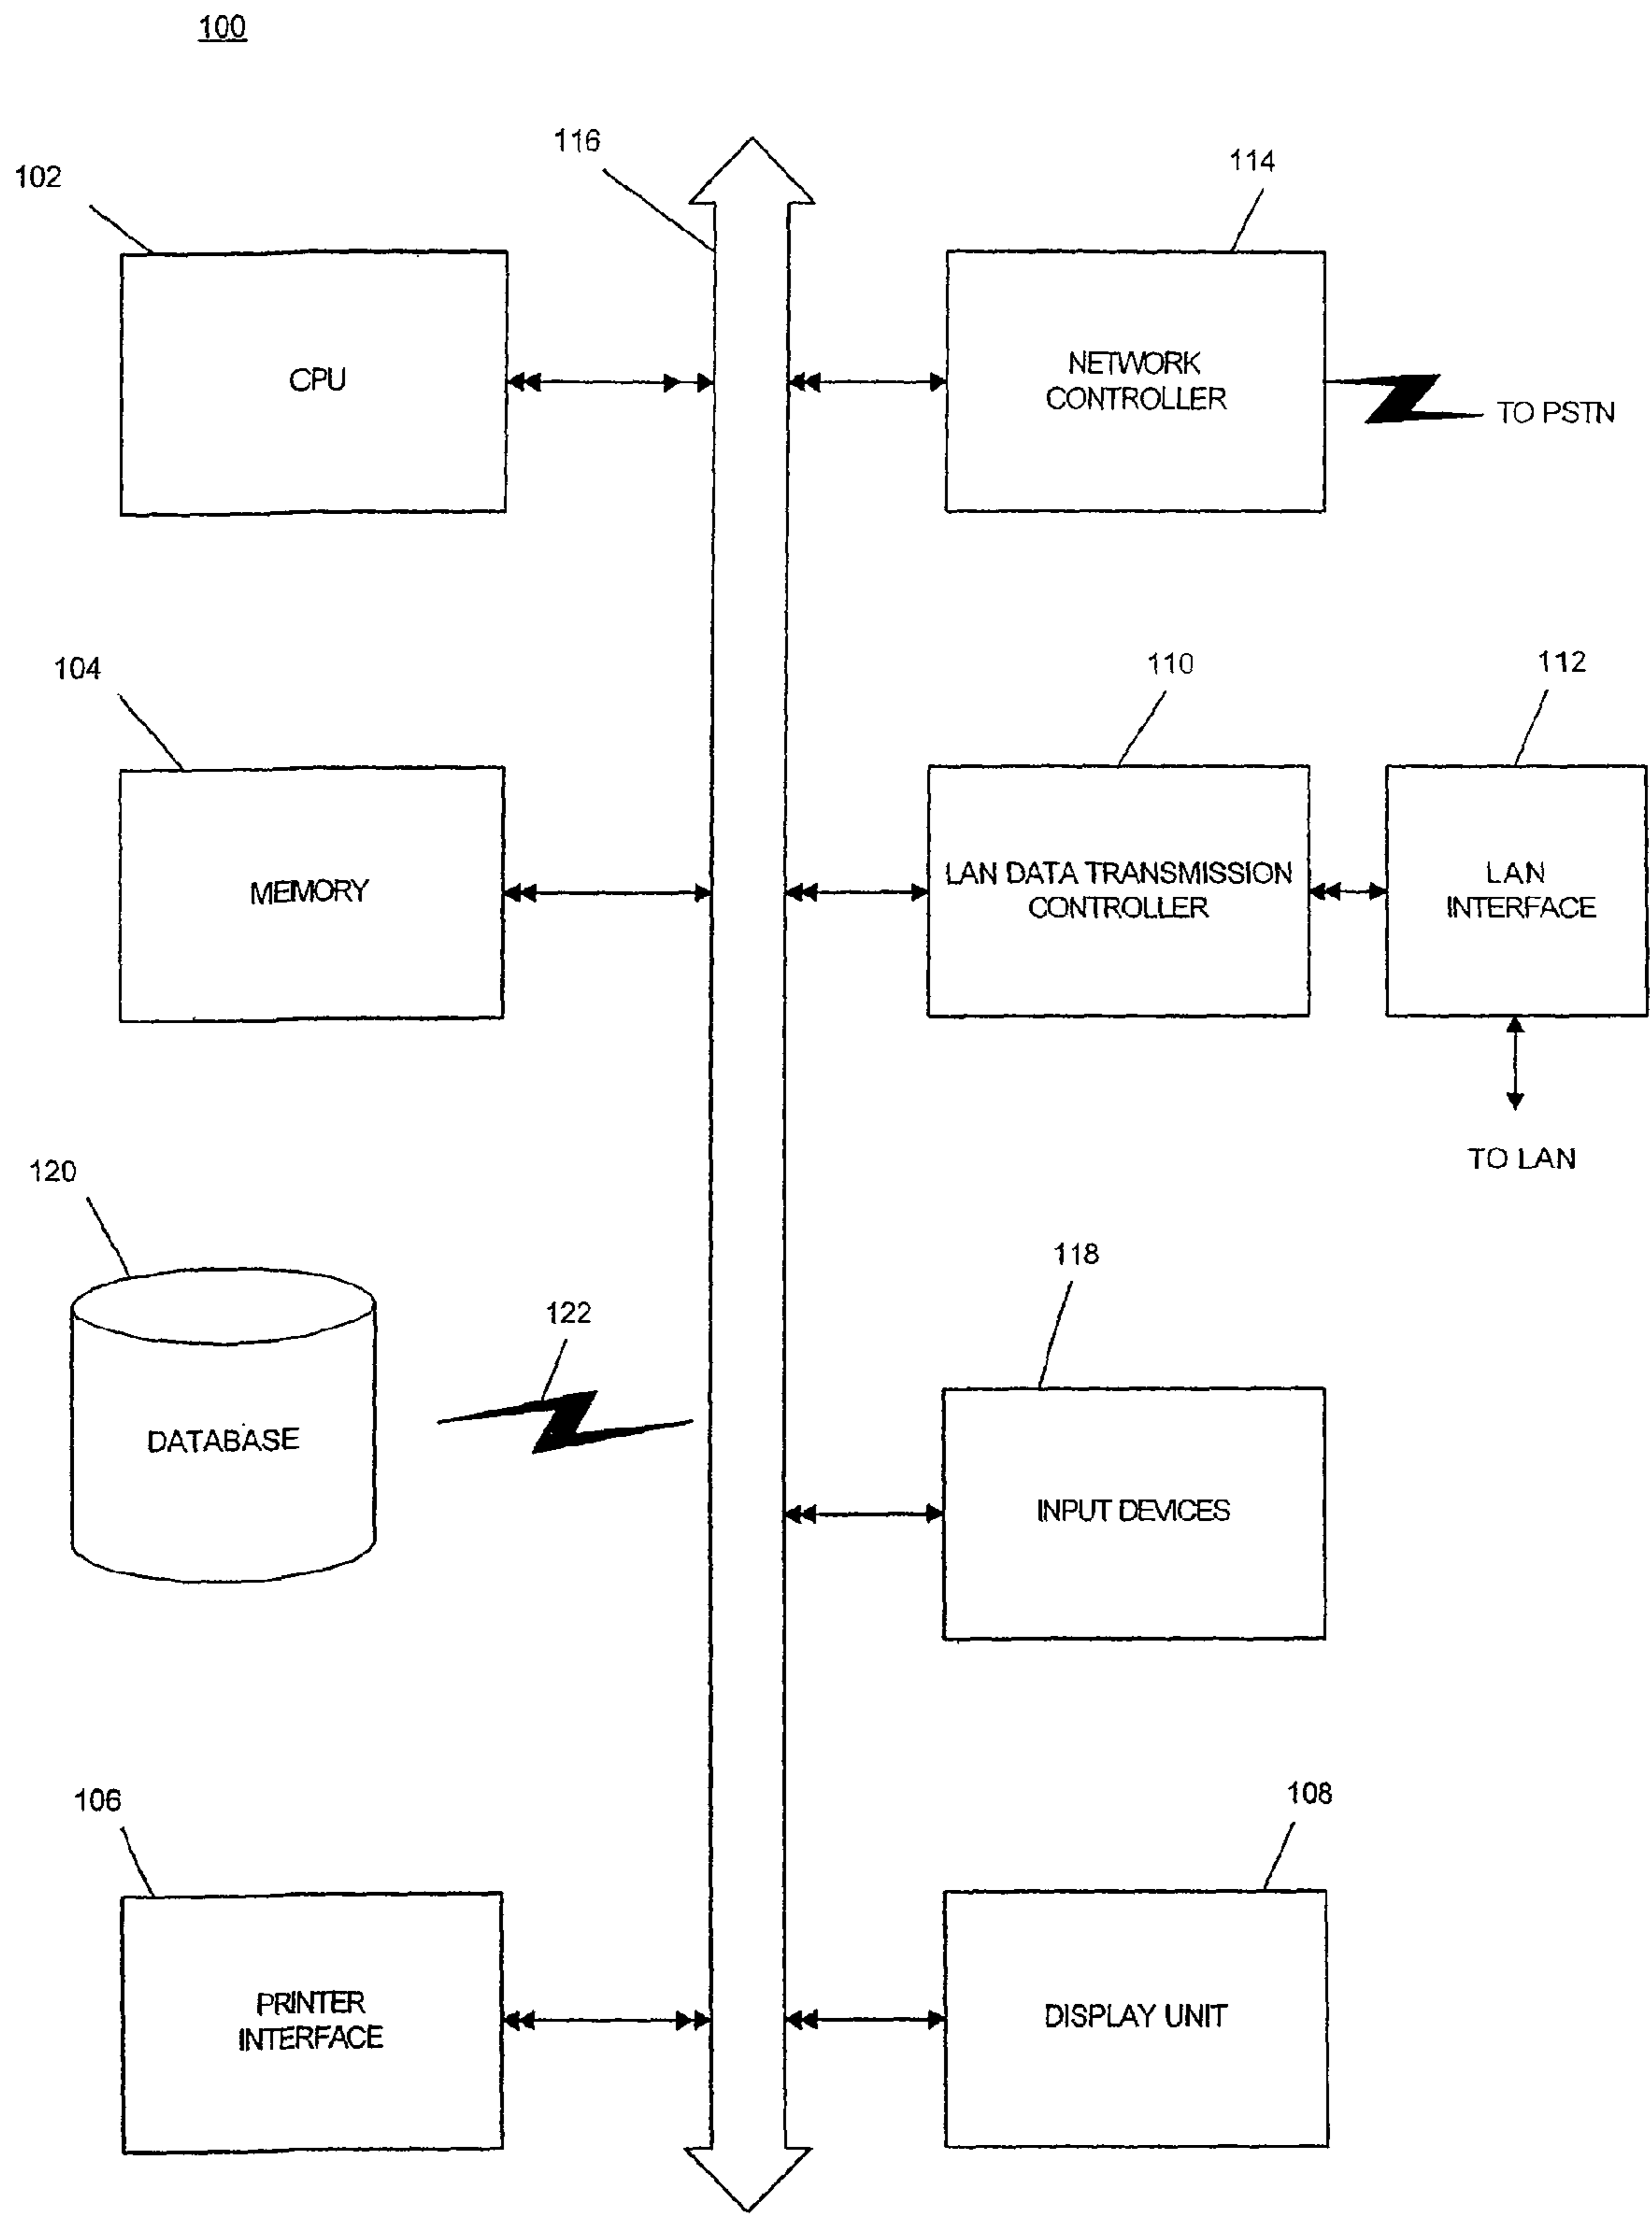 100
116
114
102
CPU
NETWORK
CONTROLLER
TO PSTN
104
110
112
MEMORY
LAN DATA TRANSMISSION
CONTROLLER
LAN
INTERFACE
TO LAN
120
122
118
DATABASE
INPUT DEVICES
106
108
PRINTER
INTERFACE
DISPLAY UNIT